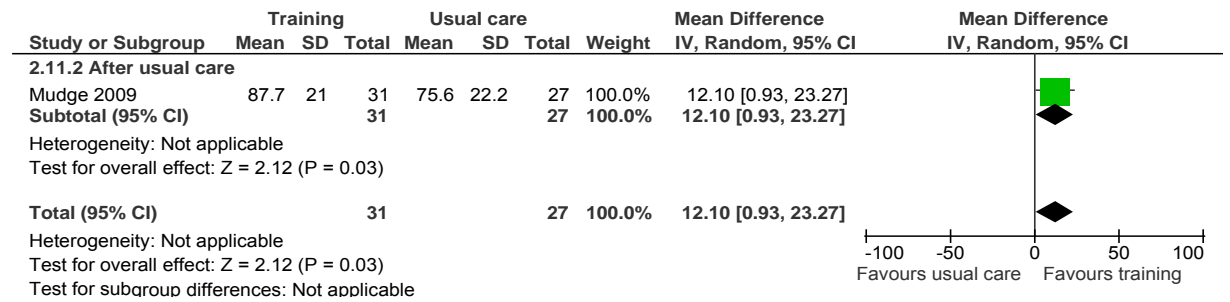 Training Usual care Mean Difference Mean Difference
Study or Subgroup Mean SD Total Mean SD Total Weight IV, Random, 95% CI IV, Random, 95% CI
2.11.2 After usual care
Mudge 2009 87.7 21 31 75.6 22.2 27 100.0% 12.10 [0.93, 23.27]
Subtotal (95% CI) 31 27 100.0% 12.10 [0.93, 23.27]
Heterogeneity: Not applicable
Test for overall effect: Z = 2.12 (P = 0.03)
Total (95% CI) 31 27 100.0% 12.10 [0.93, 23.27]
Heterogeneity: Not applicable
Test for overall effect: Z = 2.12 (P = 0.03)
Test for subgroup differences: Not applicable
-100 -50 0 50 100
Favours usual care Favours training